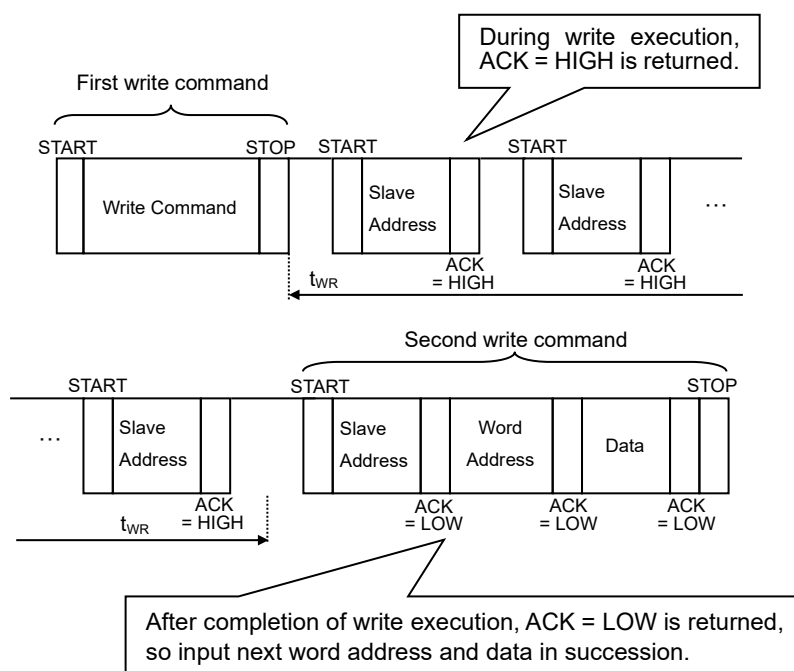 During write execution,
ACK = HIGH is returned.
First write command
START
STOP
START
START
Write Command
Slave
Address
Slave
Address
…
ACK
= HIGH
ACK
= HIGH
tWR
Second write command
START
START
STOP
…
Slave
Address
Slave
Address
Word
Address
Data
ACK
= HIGH
ACK
= LOW
ACK
= LOW
ACK
= LOW
tWR
After completion of write execution, ACK = LOW is returned,
so input next word address and data in succession.